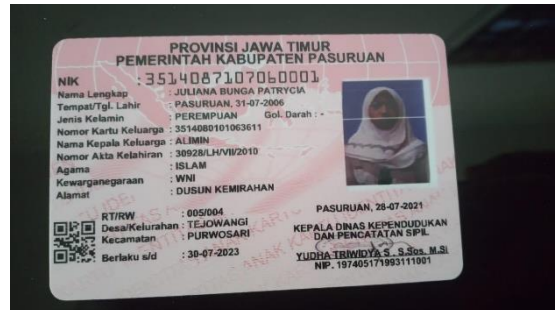 PROVINSI JAWA TIMUR
PEMERINTAH KABUPATEN PASURUAN
NIK : 3514087107060001
Nama Lengkap : JULIANA BUNGA PATRYCIA
Tempat/Tgl. Lahir : PASURUAN, 31-07-2006
Jenis Kelamin : PEREMPUAN Gol. Darah : -
Nomor Kartu Keluarga : 3514080101063611
Nama Kepala Keluarga : ALIMIN
Nomor Akta Kelahiran : 30928/LH/VII/2010
Agama : ISLAM
Kewarganegaraan : WNI
Alamat : DUSUN KEMIRAHAN
RT/RW : 005/004
Desa/Kelurahan : TEJOWANGI
Kecamatan : PURWOSARI
Berlaku s/d : 30-07-2023
PASURUAN, 28-07-2021
KEPALA DINAS KEPENDUDUKAN
DAN PENCATATAN SIPIL
YUDHA TRIWIDYA S , S.Sos, M.Si
NIP. 197405171993111001